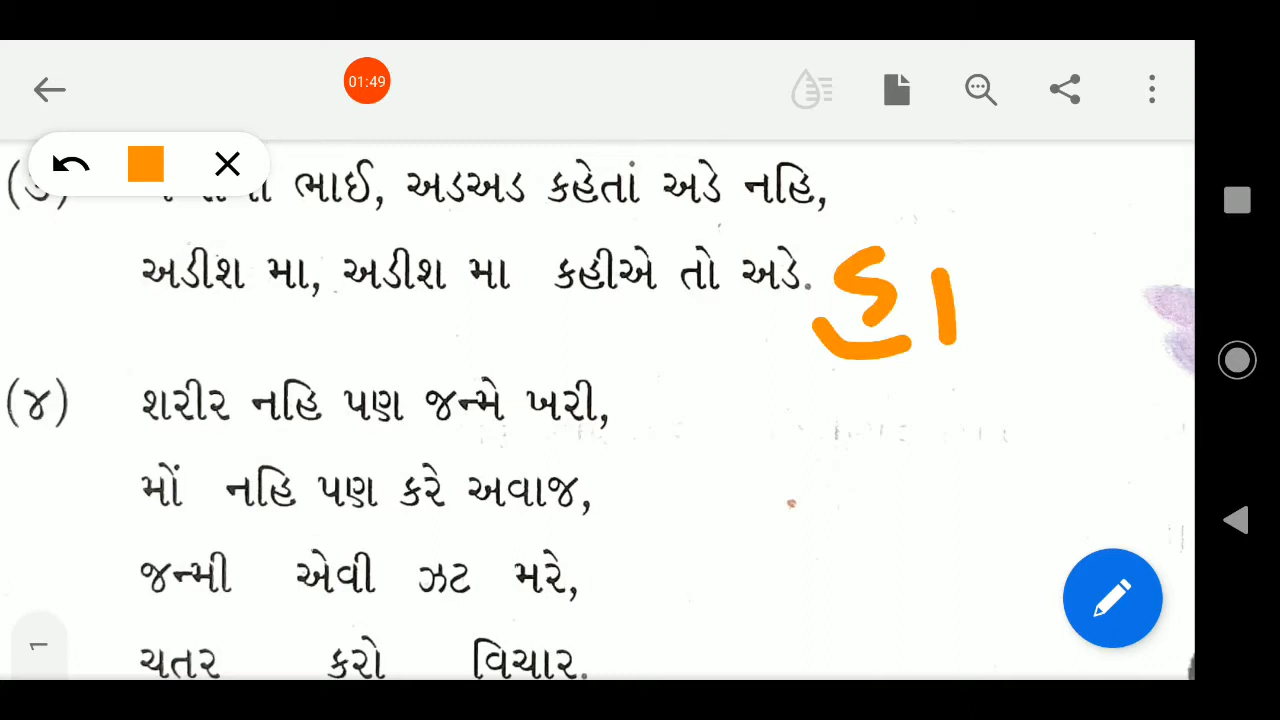 01:49
ભાઈ, અડઅડ કહેતાં અડે નહિ,
અડીશ મા, અડીશ મા કહીએ તો અડે.
(૪) શરીર નહિ પણ જન્મે ખરી,
મોં નહિ પણ કરે અવાજ,
જન્મી એવી ઝટ મરે,
ચતર કરો વિચાર.